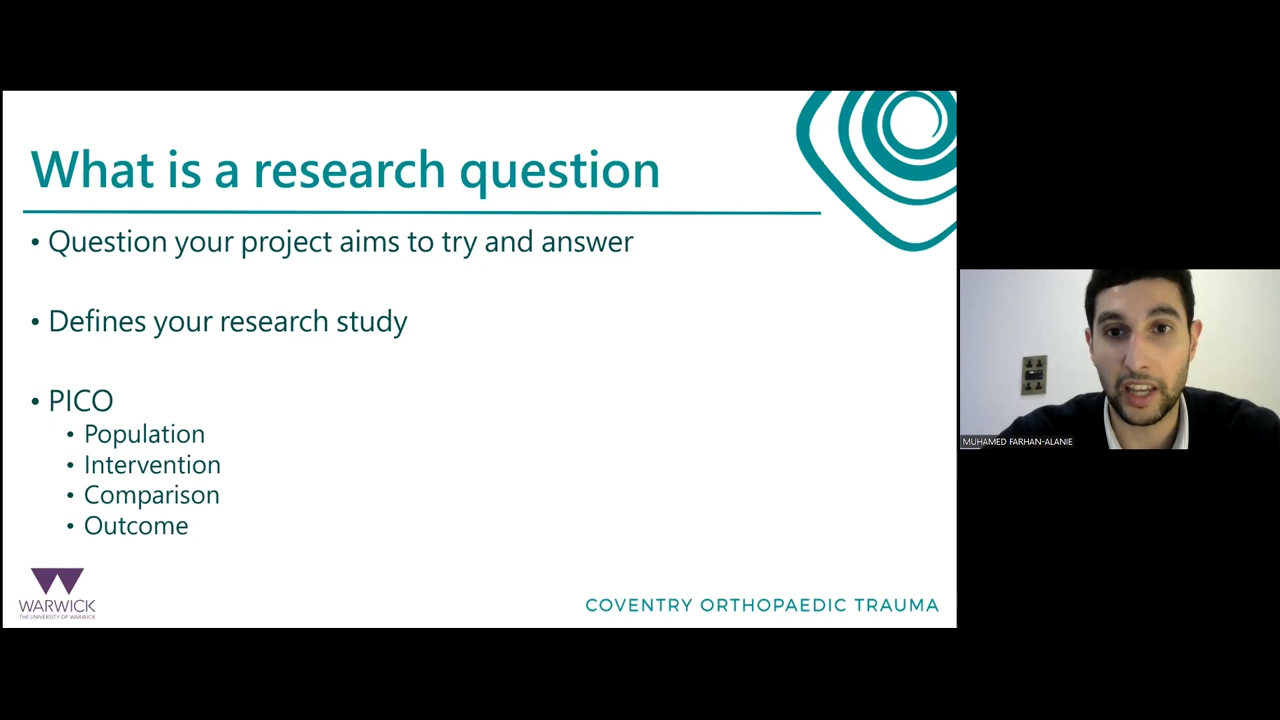 What is a research question
• Question your project aims to try and answer
• Defines your research study
• PICO
• Population
• Intervention
• Comparison
• Outcome
WARWICK
THE UNIVERSITY OF WARWICK
COVENTRY ORTHOPAEDIC TRAUMA
MUHAMED FARHAN-ALANIE